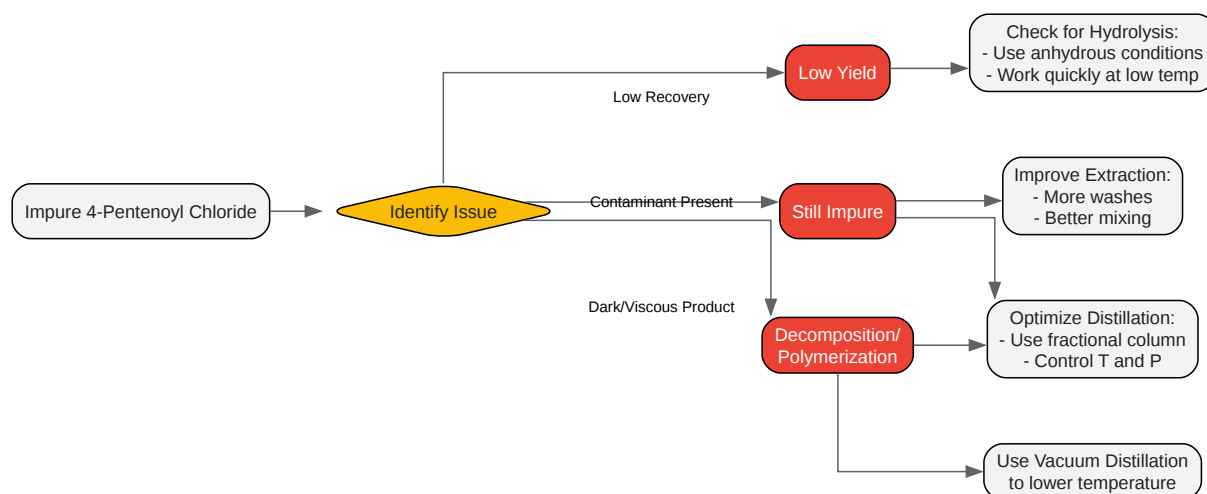 Check for Hydrolysis:
- Use anhydrous conditions
- Work quickly at low temp
Low Yield
Low Recovery
Improve Extraction:
- More washes
- Better mixing
Impure 4-Pentenoyl Chloride
Identify Issue
Contaminant Present
Still Impure
Dark/Viscous Product
Decomposition/
Polymerization
Optimize Distillation:
- Use fractional column
- Control T and P
Use Vacuum Distillation
to lower temperature